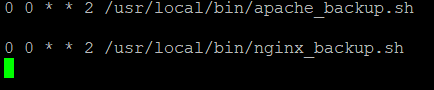 0 0 * * 2 /usr/local/bin/apache_backup.sh
0 0 * * 2 /usr/local/bin/nginx_backup.sh